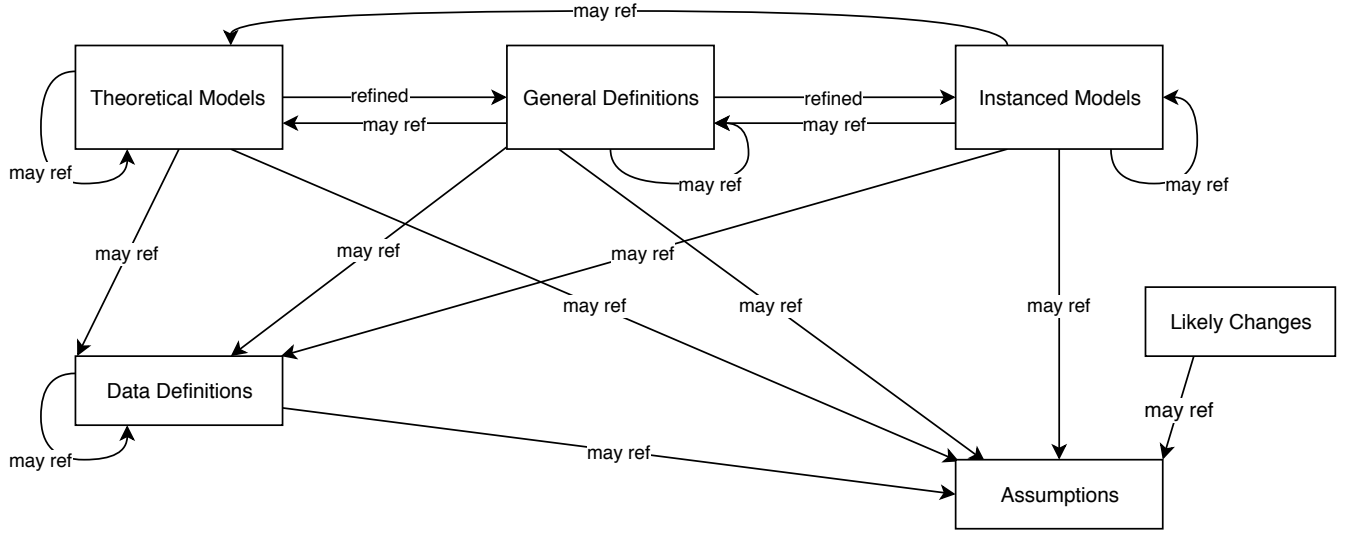 may ref
Theoretical Models
refined
General Definitions
refined
Instanced Models
may ref
may ref
may ref
may ref
may ref
may ref
may ref
may ref
may ref
may ref
may ref
may ref
Likely Changes
Data Definitions
may ref
may ref
may ref
Assumptions